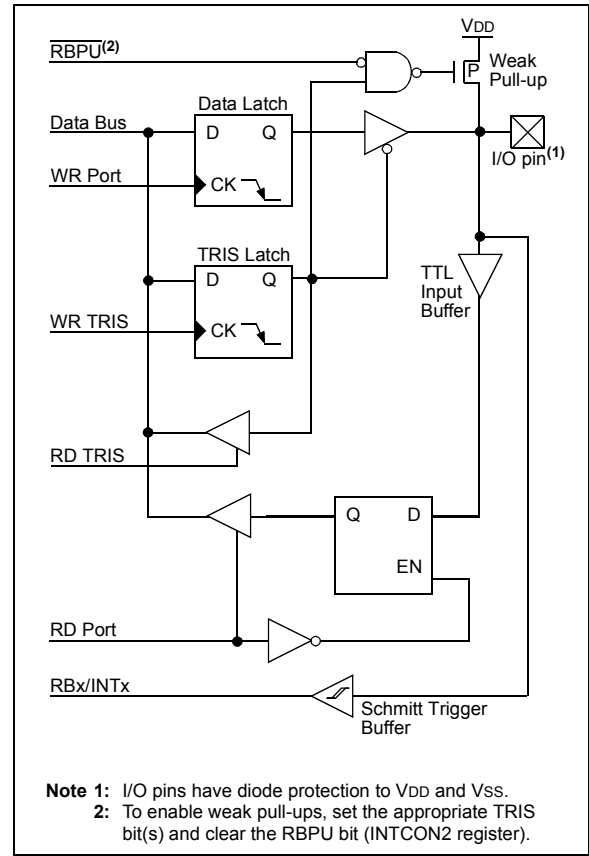 VDD
RBPU(2)
P
Weak
Pull-up
Data Latch
Data Bus
D
Q
I/O pin(1)
WR Port
CK
TRIS Latch
D
Q
TTL
Input
Buffer
WR TRIS
CK
RD TRIS
Q
D
EN
RD Port
RBx/INTx
Schmitt Trigger
Buffer
Note 1: I/O pins have diode protection to VDD and VSS.
2: To enable weak pull-ups, set the appropriate TRIS
bit(s) and clear the RBPU bit (INTCON2 register).